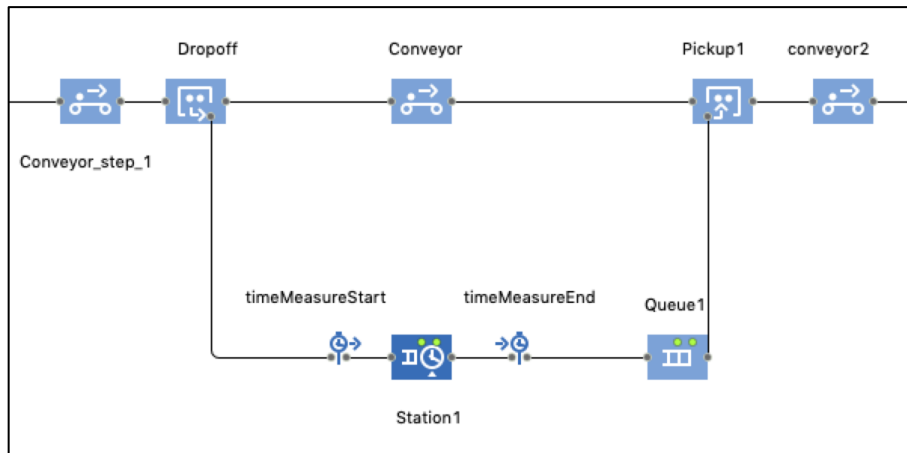 Dropoff
Conveyor
Pickup1
conveyor2
Conveyor_step_1
timeMeasureStart
timeMeasureEnd
Queue1
Station1